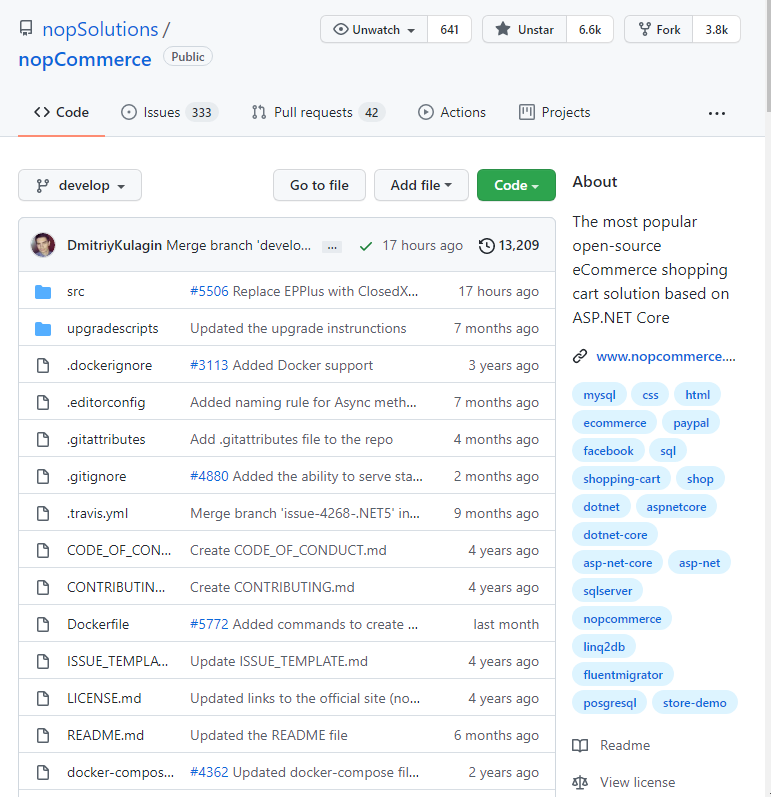 nopSolutions /
nopCommerce Public
Unwatch 641 Unstar 6.6k Fork 3.8k
Code Issues 333 Pull requests 42 Actions Projects ...
develop Go to file Add file Code
DmitriyKulagin Merge branch 'develo... ... 17 hours ago 13,209
src #5506 Replace EPPlus with ClosedX... 17 hours ago
upgradescripts Updated the upgrade instrunctions 7 months ago
.dockerignore #3113 Added Docker support 3 years ago
.editorconfig Added naming rule for Async meth... 7 months ago
.gitattributes Add .gitattributes file to the repo 4 months ago
.gitignore #4880 Added the ability to serve sta... 2 months ago
.travis.yml Merge branch 'issue-4268-.NET5' in... 9 months ago
CODE_OF_CON... Create CODE_OF_CONDUCT.md 4 years ago
CONTRIBUTIN... Create CONTRIBUTING.md 4 years ago
Dockerfile #5772 Added commands to create ... last month
ISSUE_TEMPLA... Update ISSUE_TEMPLATE.md 4 years ago
LICENSE.md Updated links to the official site (no... 4 years ago
README.md Updated the README file 6 months ago
docker-compos... #4362 Updated docker-compose fil... 2 years ago
About
The most popular
open-source
eCommerce shopping
cart solution based on
ASP.NET Core
www.nopcommerce....
mysql css html
ecommerce paypal
facebook sql
shopping-cart shop
dotnet aspnetcore
dotnet-core
asp-net-core asp-net
sqlserver
nopcommerce
linq2db
fluentmigrator
posgresql store-demo
Readme
View license